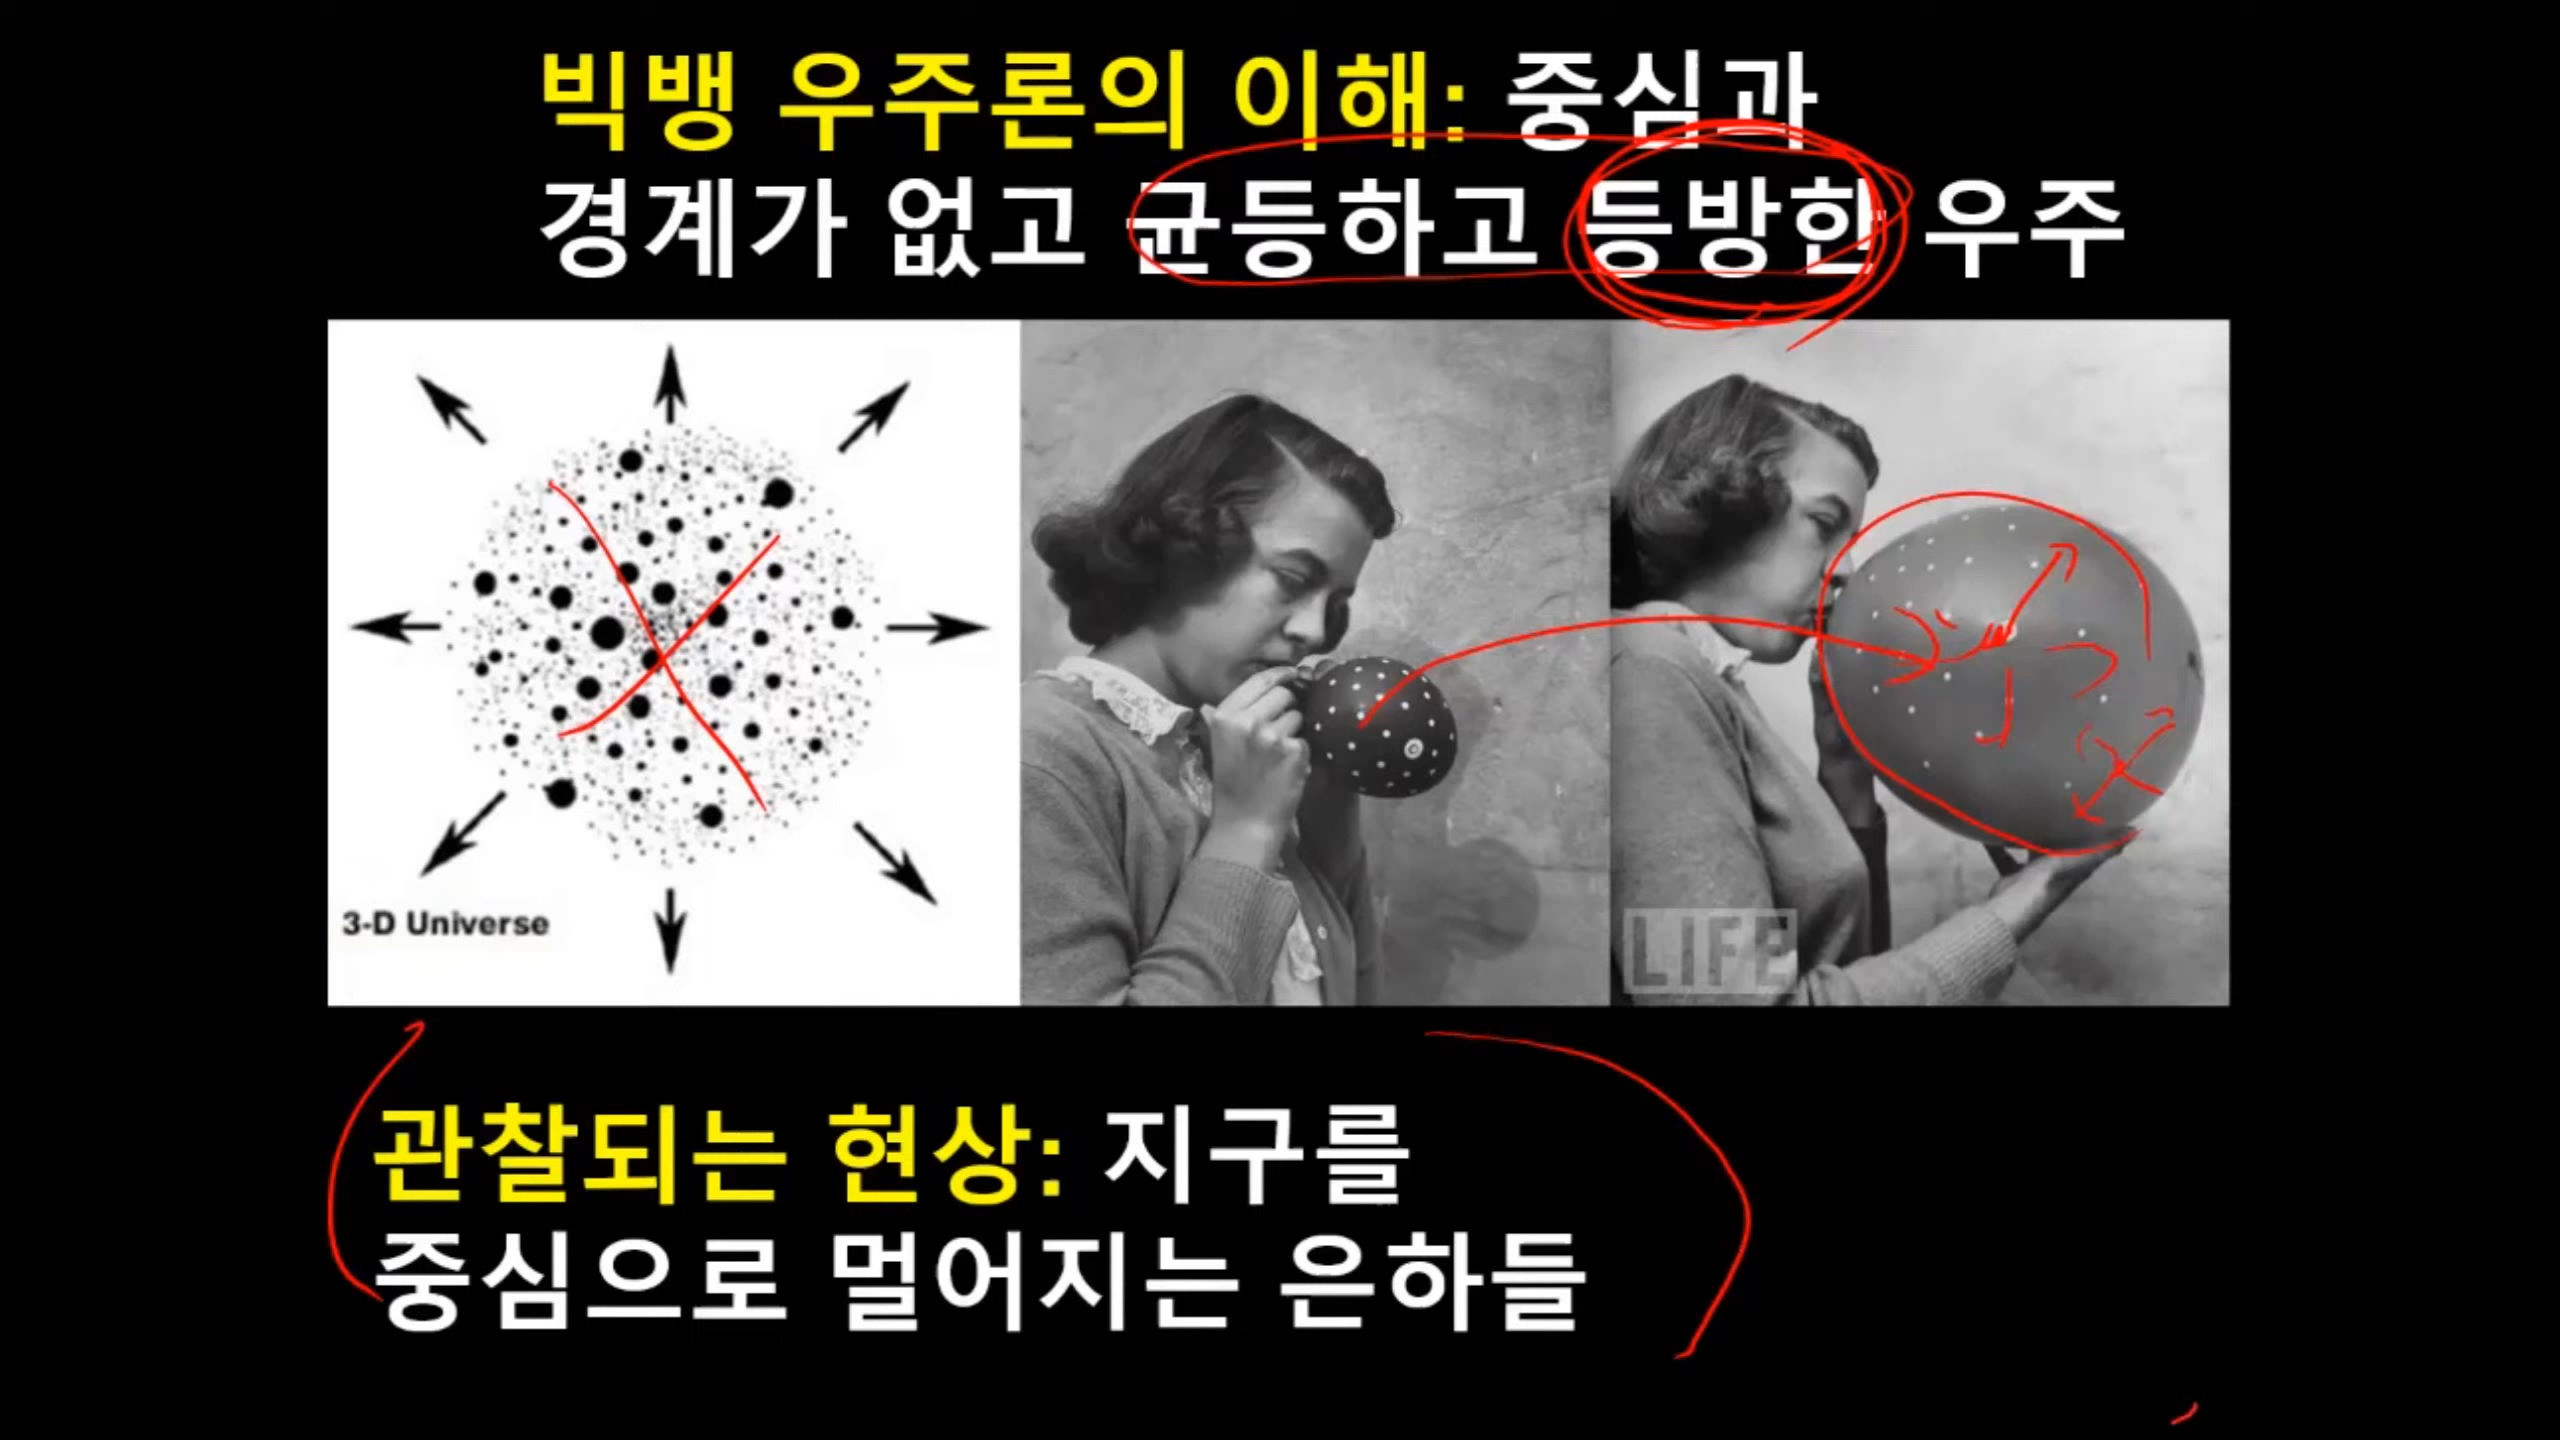 빅뱅 우주론의 이해: 중심과
경계가 없고 균등하고 등방한 우주
3-D Universe
LIFE
관찰되는 현상: 지구를
중심으로 멀어지는 은하들